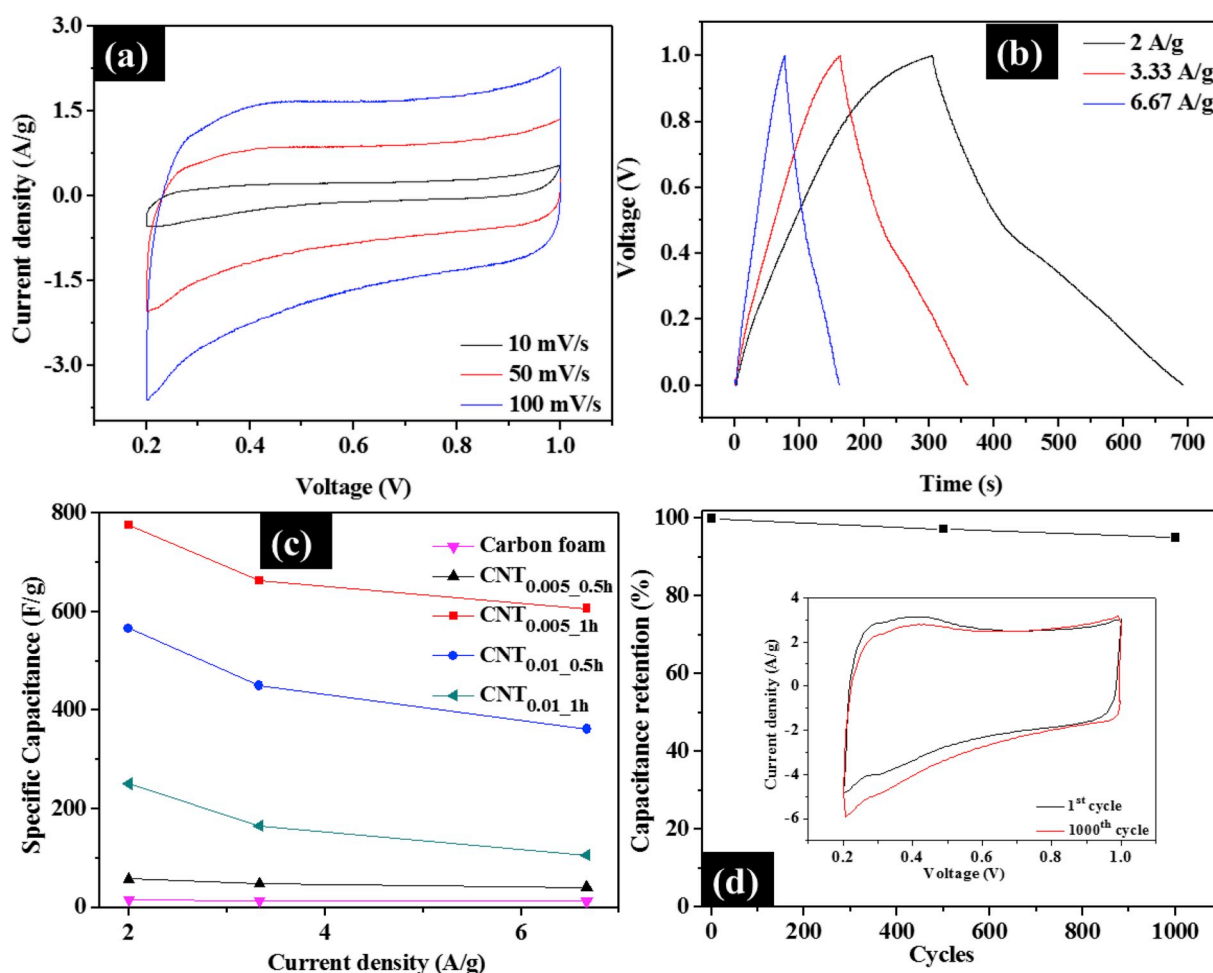 (a)
3.0
1.5
0.0
-1.5
-3.0
Current density (A/g)
10 mV/s
50 mV/s
100 mV/s
0.2
0.4
0.6
0.8
1.0
Voltage (V)
(b)
2 A/g
3.33 A/g
6.67 A/g
1.0
0.8
0.6
0.4
0.2
0.0
Voltage (V)
0
100
200
300
400
500
600
700
Time (s)
(c)
800
600
400
200
0
Specific Capacitance (F/g)
Carbon foam
CNT0.005_0.5h
CNT0.005_1h
CNT0.01_0.5h
CNT0.01_1h
2
4
6
Current density (A/g)
100
80
60
40
20
0
Capacitance retention (%)
4
2
0
-2
-4
-6
Current density (A/g)
1st cycle
1000th cycle
0.2
0.4
0.6
0.8
1.0
Voltage (V)
(d)
0
200
400
600
800
1000
Cycles